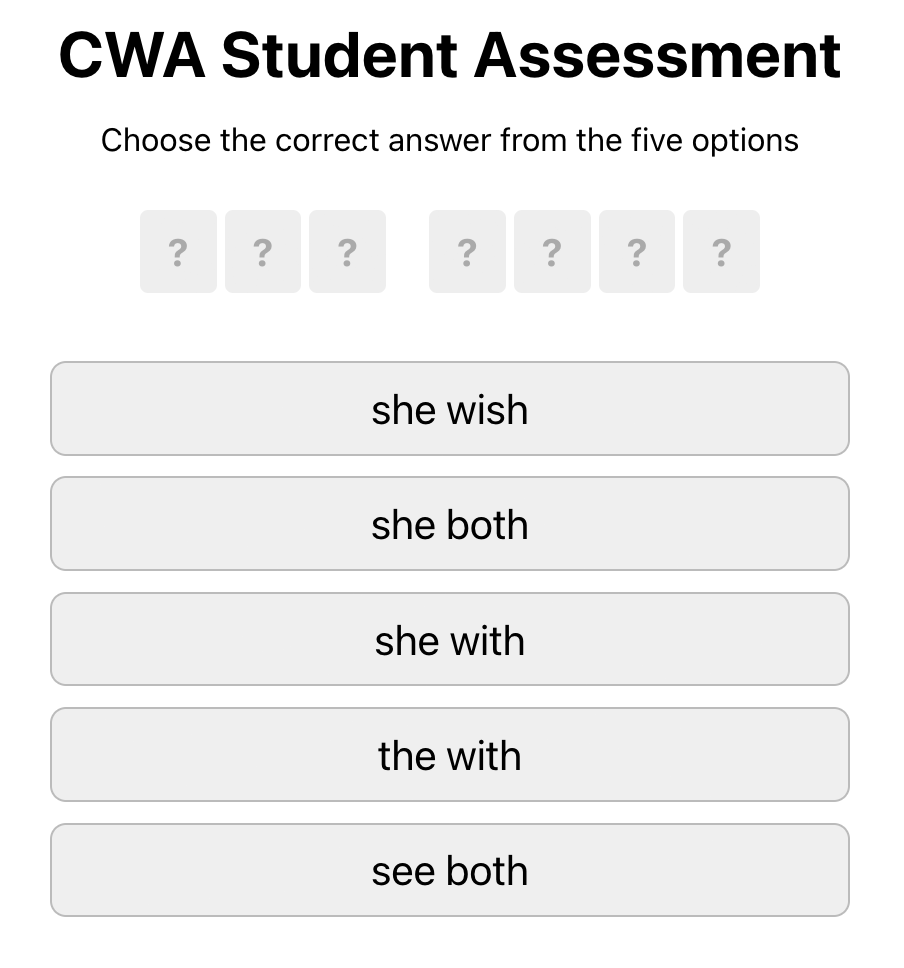 CWA Student Assessment
Choose the correct answer from the five options
? ? ? ? ? ? ?
she wish
she both
she with
the with
see both